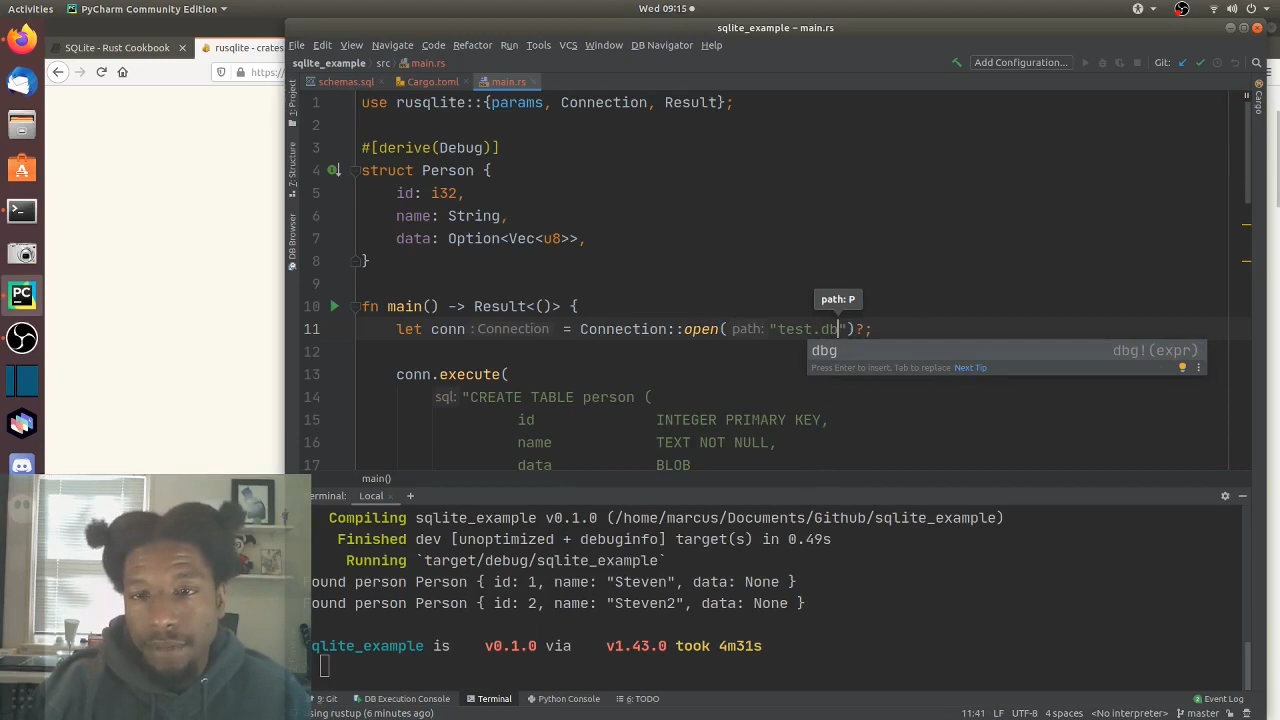 Activities
PyCharm Community Edition
Wed 09:15
SQLite - Rust Cookbook
rusqlite - crates
https:/
sqlite_example – main.rs
File Edit View Navigate Code Refactor Run Tools VCS Window DB Navigator Help
sqlite_example src main.rs
Add Configuration...
Git:
schemas.sql Cargo.toml main.rs
1: Project
7: Structure
DB Browser
Cargo
1 use rusqlite::{params, Connection, Result};
2
3 #[derive(Debug)]
4 struct Person {
5 id: i32,
6 name: String,
7 data: Option<Vec<u8>>,
8 }
9
path: P
10 fn main() -> Result<()> {
11 let conn : Connection = Connection::open( path: "test.db")?;
dbg dbg!(expr)
Press Enter to insert, Tab to replace Next Tip
12
13 conn.execute(
14 sql: "CREATE TABLE person (
15 id INTEGER PRIMARY KEY,
16 name TEXT NOT NULL,
17 data BLOB
main()
Terminal: Local +
Compiling sqlite_example v0.1.0 (/home/marcus/Documents/Github/sqlite_example)
Finished dev [unoptimized + debuginfo] target(s) in 0.49s
Running `target/debug/sqlite_example`
ound person Person { id: 1, name: "Steven", data: None }
ound person Person { id: 2, name: "Steven2", data: None }
qlite_example is v0.1.0 via v1.43.0 took 4m31s
9: Git DB Execution Console Terminal Python Console 6: TODO
Event Log
sing rustup (6 minutes ago)
11:41 LF UTF-8 4 spaces <No interpreter> master